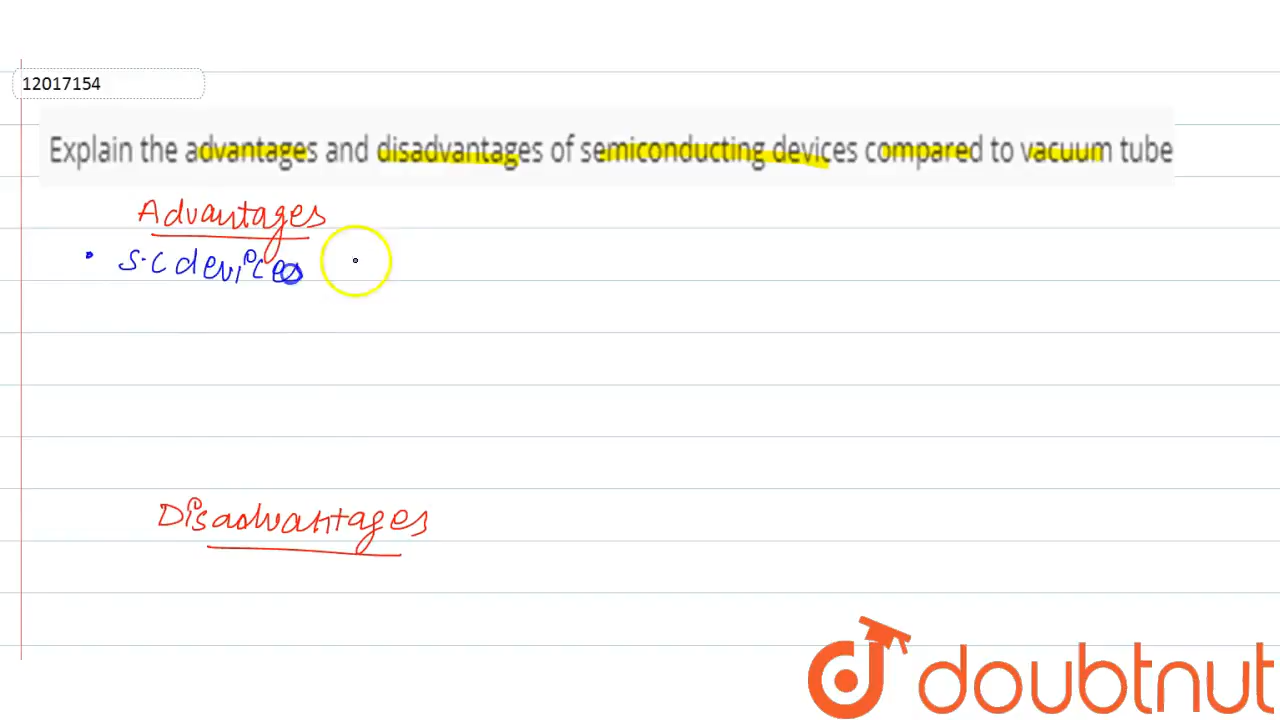 12017154
Explain the advantages and disadvantages of semiconducting devices compared to vacuum tube
Advantages
• S.C devices
Disadvantages
doubtnut